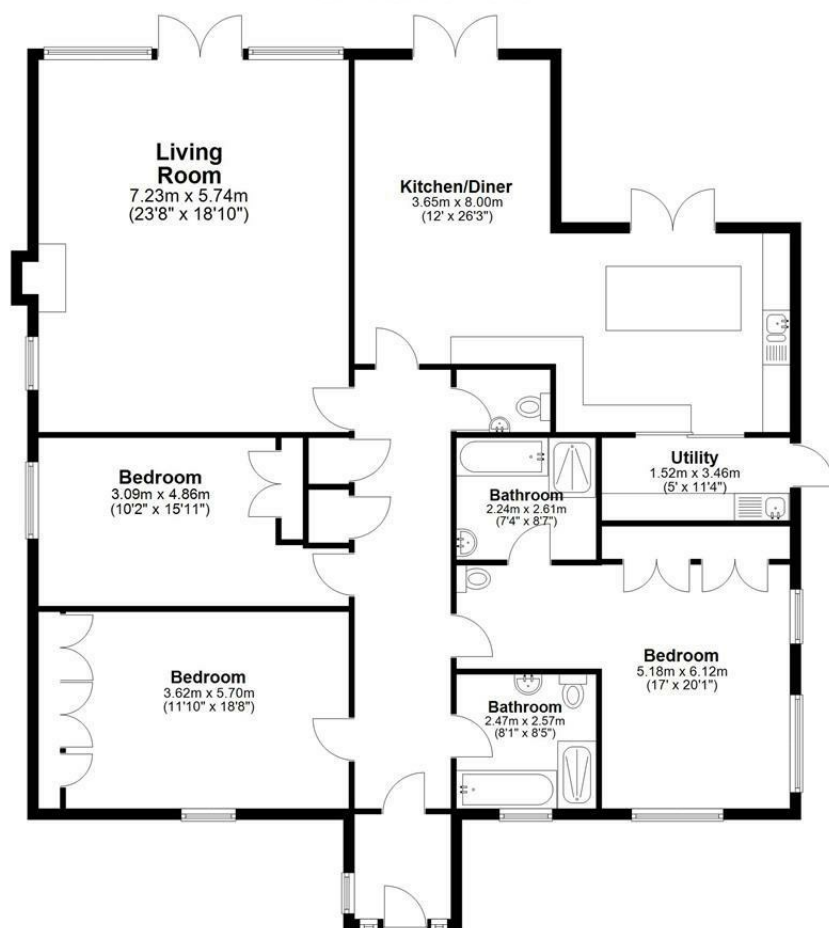 Living
Room
7.23m x 5.74m
(23'8" x 18'10")
Kitchen/Diner
3.65m x 8.00m
(12' x 26'3")
Bedroom
3.09m x 4.86m
(10'2" x 15'11")
Bathroom
2.24m x 2.61m
(7'4" x 8'7")
Utility
1.52m x 3.46m
(5' x 11'4")
Bedroom
3.62m x 5.70m
(11'10" x 18'8")
Bathroom
2.47m x 2.57m
(8'1" x 8'5")
Bedroom
5.18m x 6.12m
(17' x 20'1")